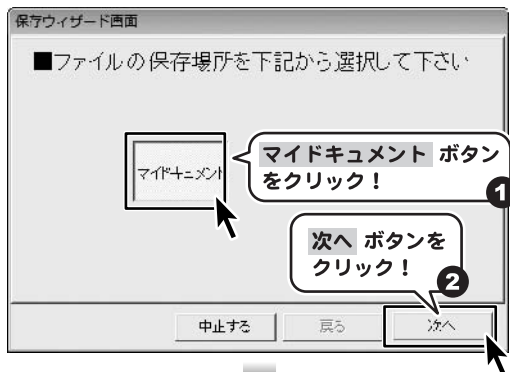 保存ウィザード画面
■ファイルの保存場所を下記から選択して下さい
マイドキュメント
マイドキュメント ボタン
をクリック！
1
次へ ボタンを
クリック！
2
中止する
戻る
次へ